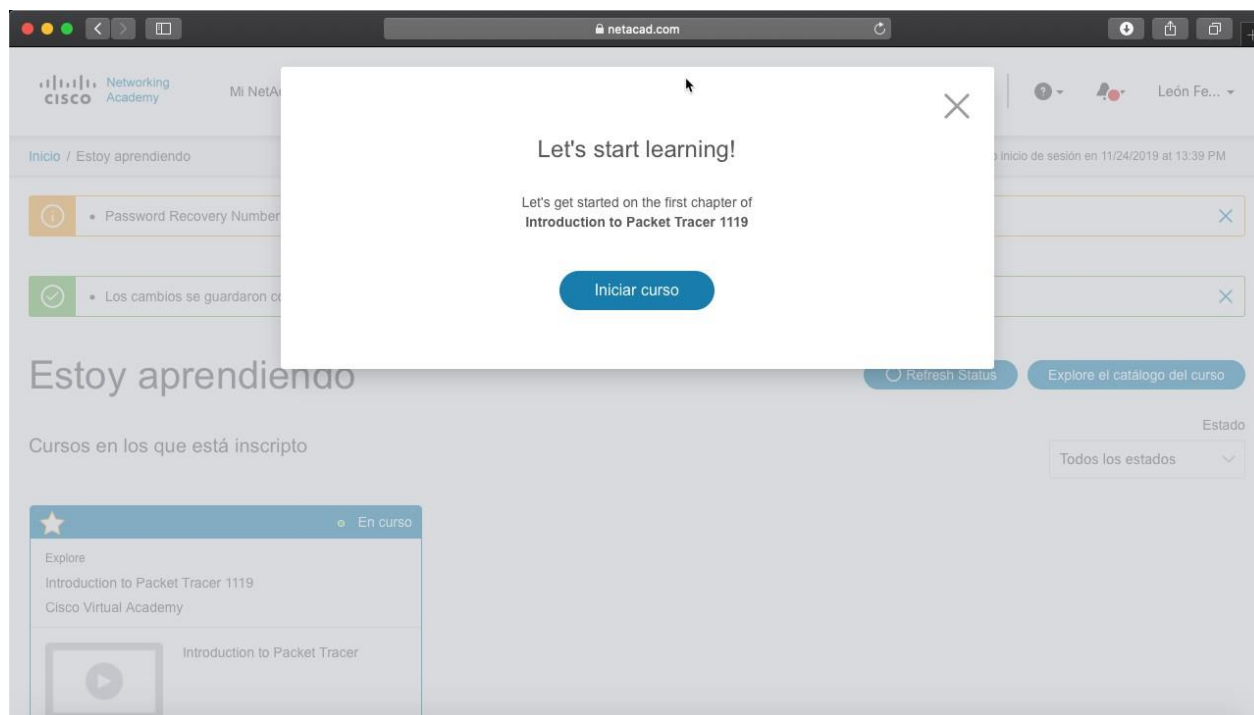 netacad.com
Networking
CISCO Academy
Mi NetA
León Fe...
Let's start learning!
Let's get started on the first chapter of
Introduction to Packet Tracer 1119
Iniciar curso
Inicio / Estoy aprendiendo
inicio de sesión en 11/24/2019 at 13:39 PM
Password Recovery Number
Los cambios se guardaron
Estoy aprendiendo
Refresh Status
Explore el catálogo del curso
Cursos en los que está inscripto
Estado
Todos los estados
En curso
Explore
Introduction to Packet Tracer 1119
Cisco Virtual Academy
Introduction to Packet Tracer